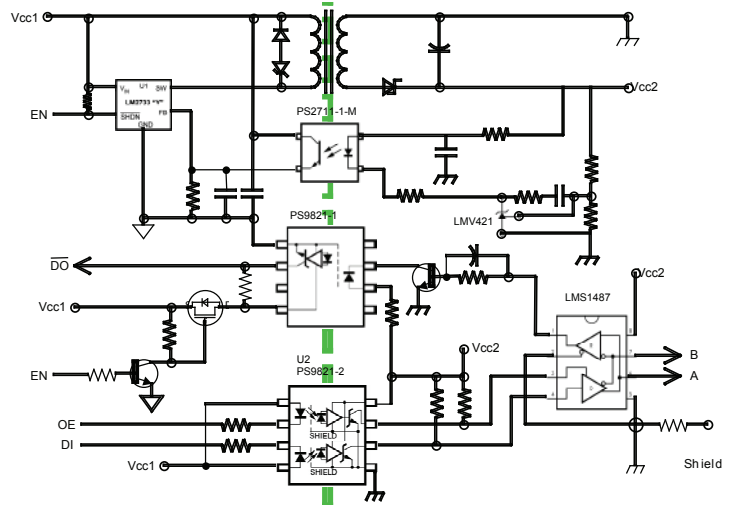 Vcc1
U1
VIN
SW
LM2733 "Y"
FB
SHDN
GND
EN
Vcc2
PS2711-1-M
LMV421
PS9821-1
DO
Vcc1
EN
Vcc2
LMS1487
Vcc2
B
A
U2
PS9821-2
OE
DI
SHIELD
SHIELD
Vcc1
Shield